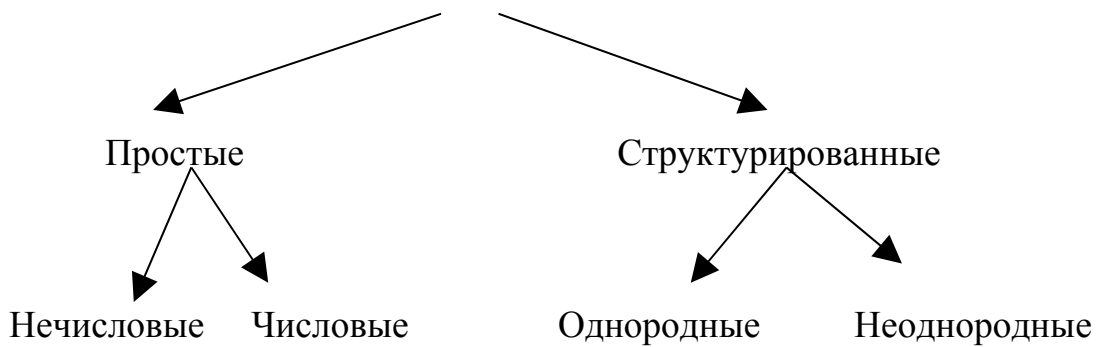 Простые Структурированные
Нечисловые Числовые Однородные Неоднородные